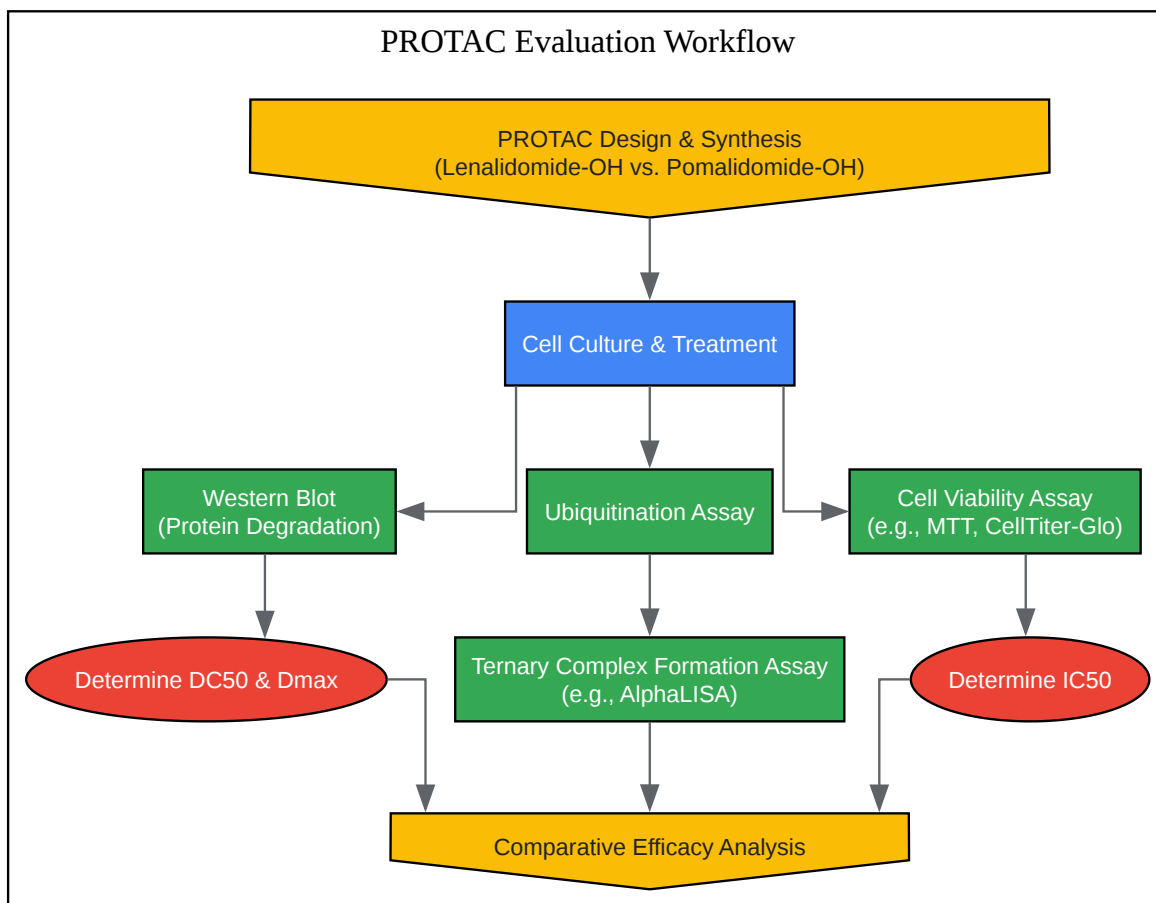 PROTAC Evaluation Workflow
PROTAC Design & Synthesis
(Lenalidomide-OH vs. Pomalidomide-OH)
Cell Culture & Treatment
Western Blot
(Protein Degradation)
Ubiquitination Assay
Cell Viability Assay
(e.g., MTT, CellTiter-Glo)
Determine DC50 & Dmax
Ternary Complex Formation Assay
(e.g., AlphaLISA)
Determine IC50
Comparative Efficacy Analysis